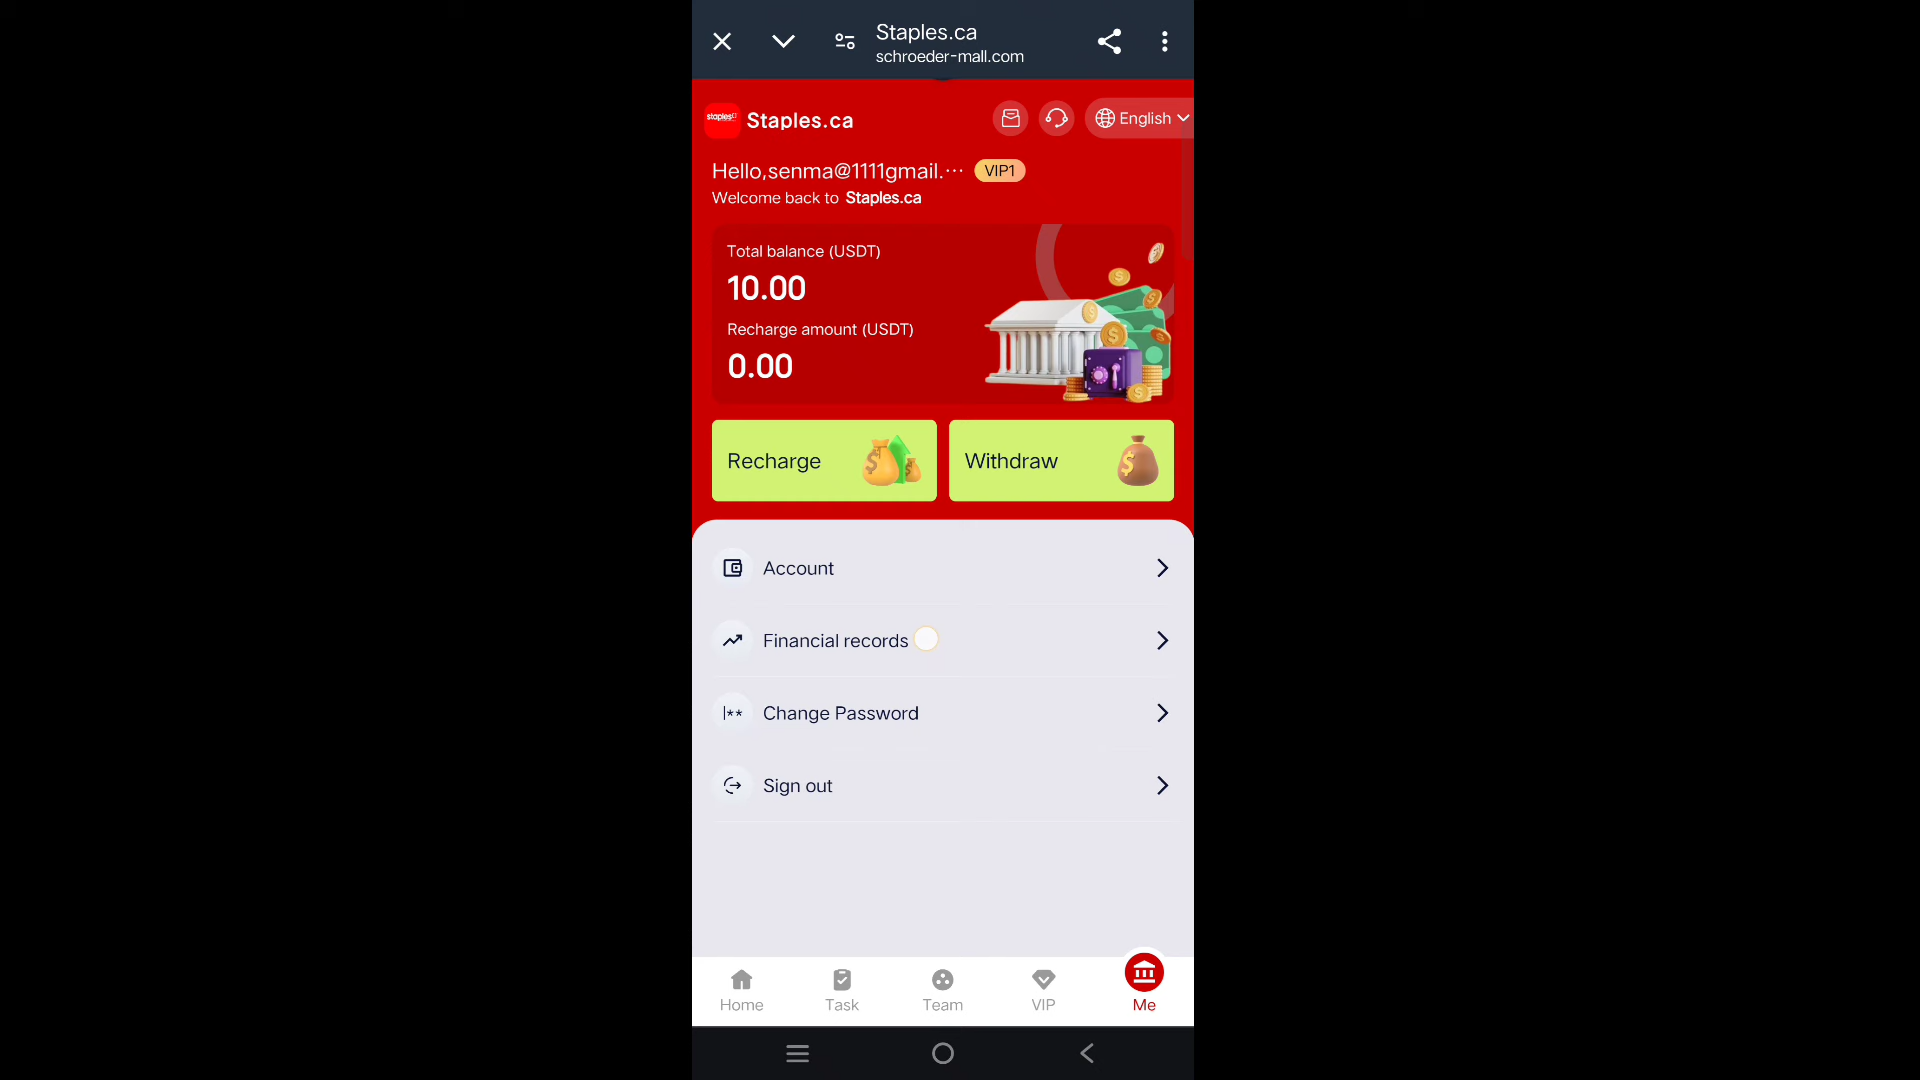 Staples.ca
schroeder-mall.com
staples
Staples.ca
English
Hello,senma@1111gmail.··· VIP1
Welcome back to Staples.ca
Total balance (USDT)
10.00
Recharge amount (USDT)
0.00
Recharge
Withdraw
Account
Financial records
Change Password
Sign out
Home
Task
Team
VIP
Me